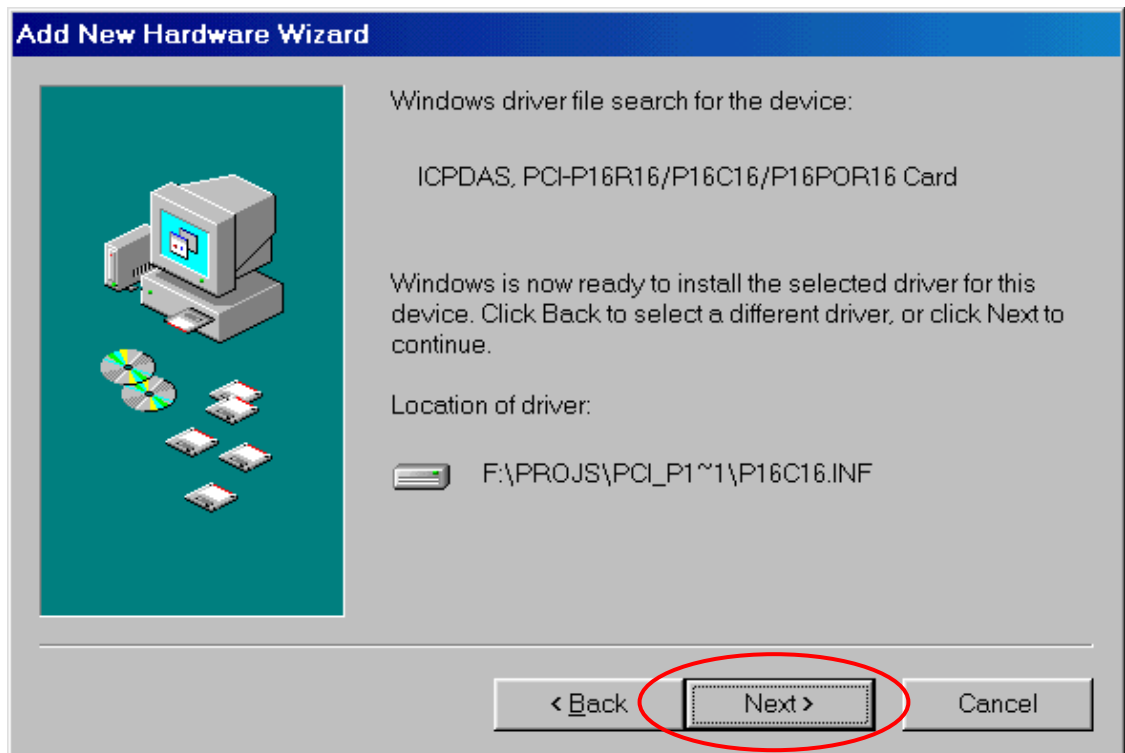 Add New Hardware Wizard
Windows driver file search for the device:
ICPDAS, PCI-P16R16/P16C16/P16POR16 Card
Windows is now ready to install the selected driver for this
device. Click Back to select a different driver, or click Next to
continue.
Location of driver:
F:\PROJS\PCI_P1~1\P16C16.INF
< Back
Next >
Cancel